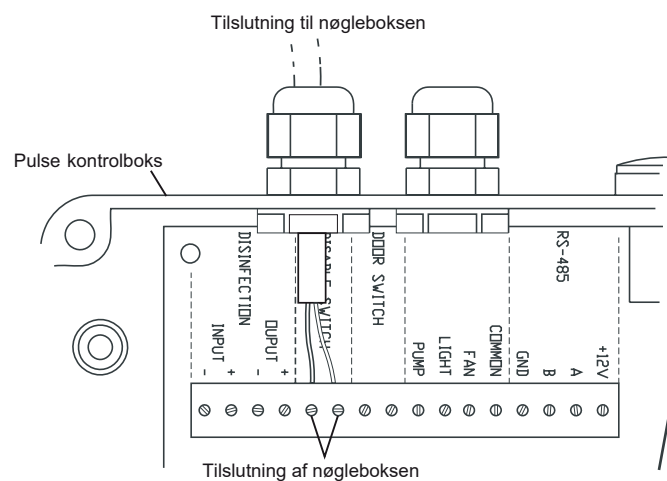 Tilslutning til nøgleboksen
Pulse kontrolboks
DISINFECTION
SWITCH
DOOR SWITCH
RS-485
INPUT
OUPUT
PUMP
LIGHT
FAN
COMMON
GND
B
A
+12V
-
+
-
+
Tilslutning af nøgleboksen